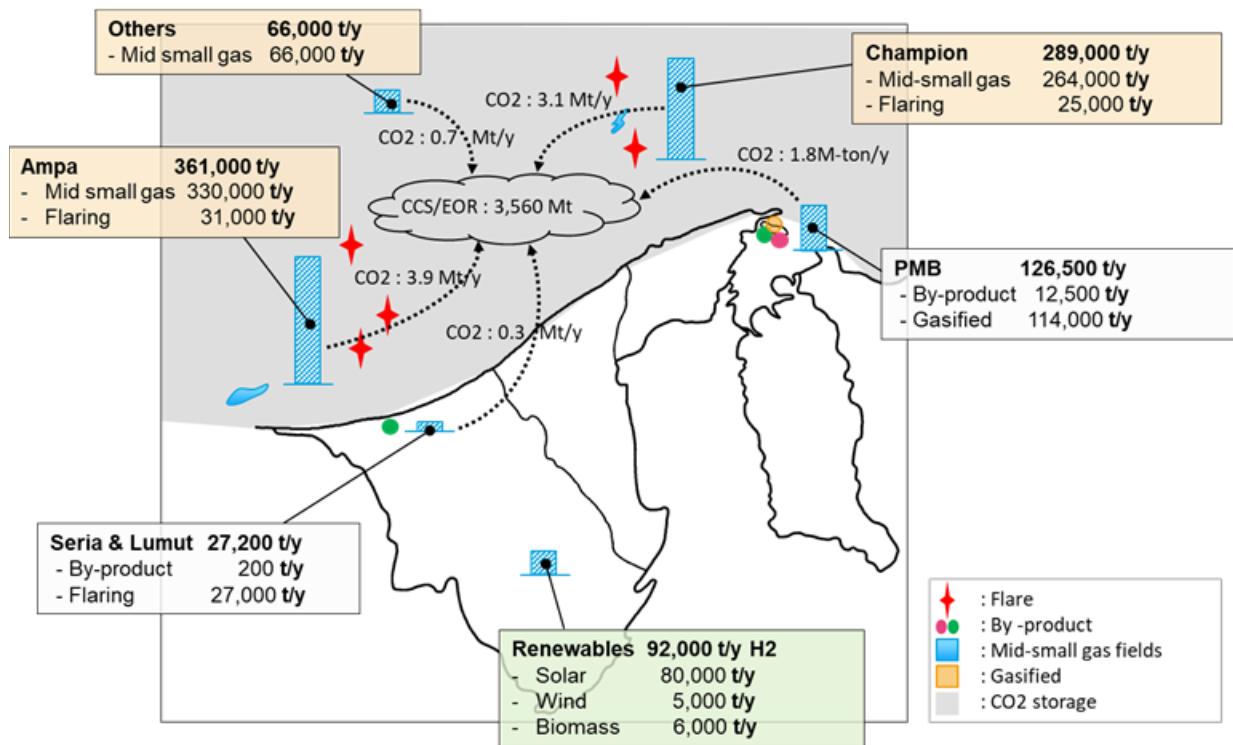 Others 66,000 t/y
- Mid small gas 66,000 t/y
Champion 289,000 t/y
- Mid-small gas 264,000 t/y
- Flaring 25,000 t/y
CO2 : 3.1 Mt/y
CO2 : 0.7 Mt/y
CO2 : 1.8M-ton/y
Ampa 361,000 t/y
- Mid small gas 330,000 t/y
- Flaring 31,000 t/y
CCS/EOR : 3,560 Mt
CO2 : 3.9 Mt/y
PMB 126,500 t/y
- By-product 12,500 t/y
- Gasified 114,000 t/y
CO2 : 0.3 Mt/y
Seria & Lumut 27,200 t/y
- By-product 200 t/y
- Flaring 27,000 t/y
Renewables 92,000 t/y H2
- Solar 80,000 t/y
- Wind 5,000 t/y
- Biomass 6,000 t/y
: Flare
: By -product
: Mid-small gas fields
: Gasified
: CO2 storage